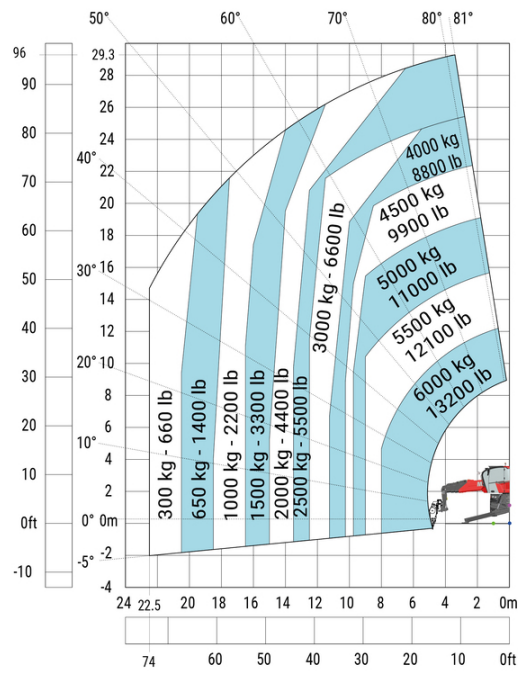 50° 60° 70° 80° 81°
96 29.3
90 28
26
80 24
40° 22
70 20
60 18
30° 16
50 14
40 12
20° 10
30 8
20 6
10° 4
10 2
0ft 0° 0m
-5° -2
-10 -4
4000 kg
8800 lb
4500 kg
9900 lb
5000 kg
11000 lb
5500 kg
12100 lb
6000 kg
13200 lb
300 kg - 660 lb
650 kg - 1400 lb
1000 kg - 2200 lb
1500 kg - 3300 lb
2000 kg - 4400 lb
2500 kg - 5500 lb
3000 kg - 6600 lb
24 22.5 20 18 16 14 12 10 8 6 4 2 0m
74 60 50 40 30 20 10 0ft